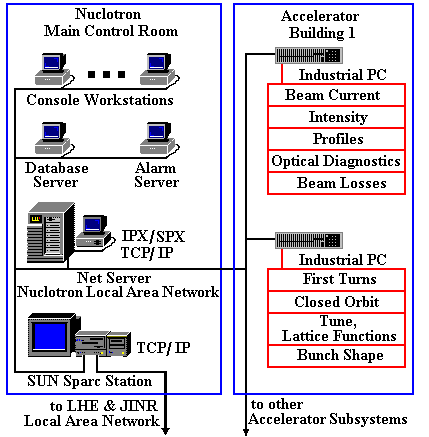 Nuclotron
Main Control Room
Console Workstations
Database
Server
Alarm
Server
IPX/SPX
TCP/IP
Net Server
Nuclotron Local Area Network
TCP/IP
SUN Sparc Station
to LHE & JINR
Local Area Network
Accelerator
Building 1
Industrial PC
Beam Current
Intensity
Profiles
Optical Diagnostics
Beam Losses
Industrial PC
First Turns
Closed Orbit
Tune,
Lattice Functions
Bunch Shape
to other
Accelerator Subsystems